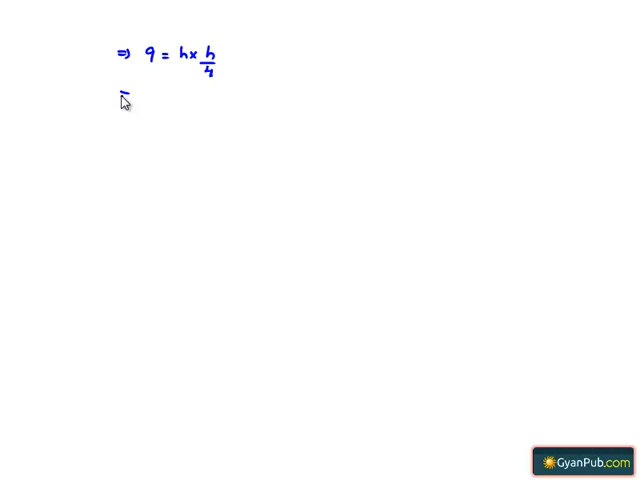 ⇒ 9 = h × h/4
GyanPub.com